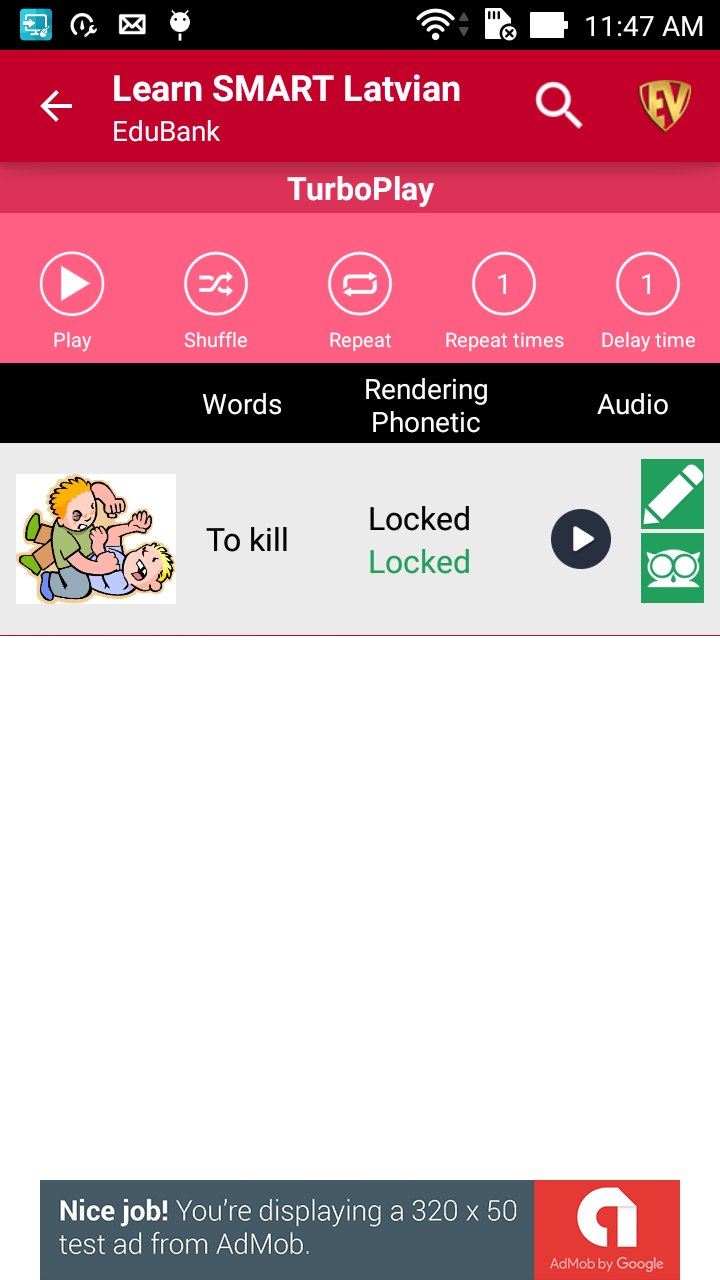 11:47 AM
Learn SMART Latvian
EduBank
EV
TurboPlay
1
1
Play
Shuffle
Repeat
Repeat times
Delay time
Words
Rendering
Phonetic
Audio
To kill
Locked
Locked
Nice job! You're displaying a 320 x 50
test ad from AdMob.
AdMob by Google